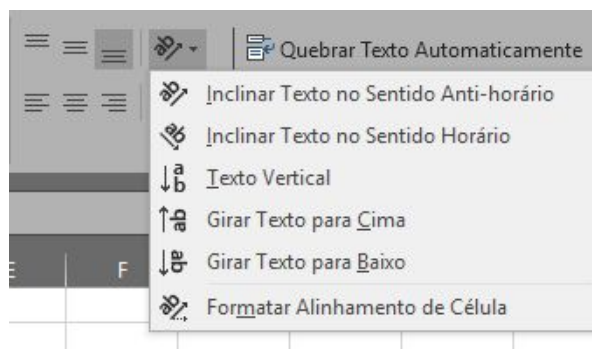 Quebrar Texto Automaticamente
Inclinar Texto no Sentido Anti-horário
Inclinar Texto no Sentido Horário
Texto Vertical
Girar Texto para Cima
Girar Texto para Baixo
Formatar Alinhamento de Célula
E F